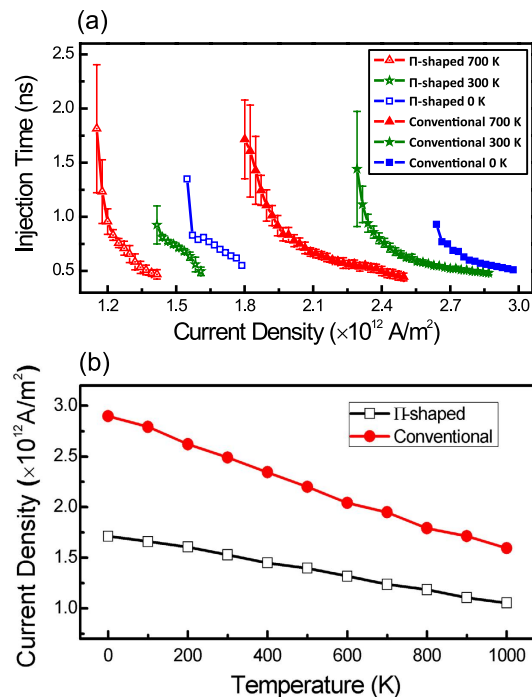 (a)
2.5
2.0
1.5
1.0
0.5
Injection Time (ns)
Π-shaped 700 K
Π-shaped 300 K
Π-shaped 0 K
Conventional 700 K
Conventional 300 K
Conventional 0 K
1.2 1.5 1.8 2.1 2.4 2.7 3.0
Current Density (×10¹² A/m²)
(b)
3.0
2.5
2.0
1.5
1.0
Current Density (×10¹² A/m²)
Π-shaped
Conventional
0 200 400 600 800 1000
Temperature (K)